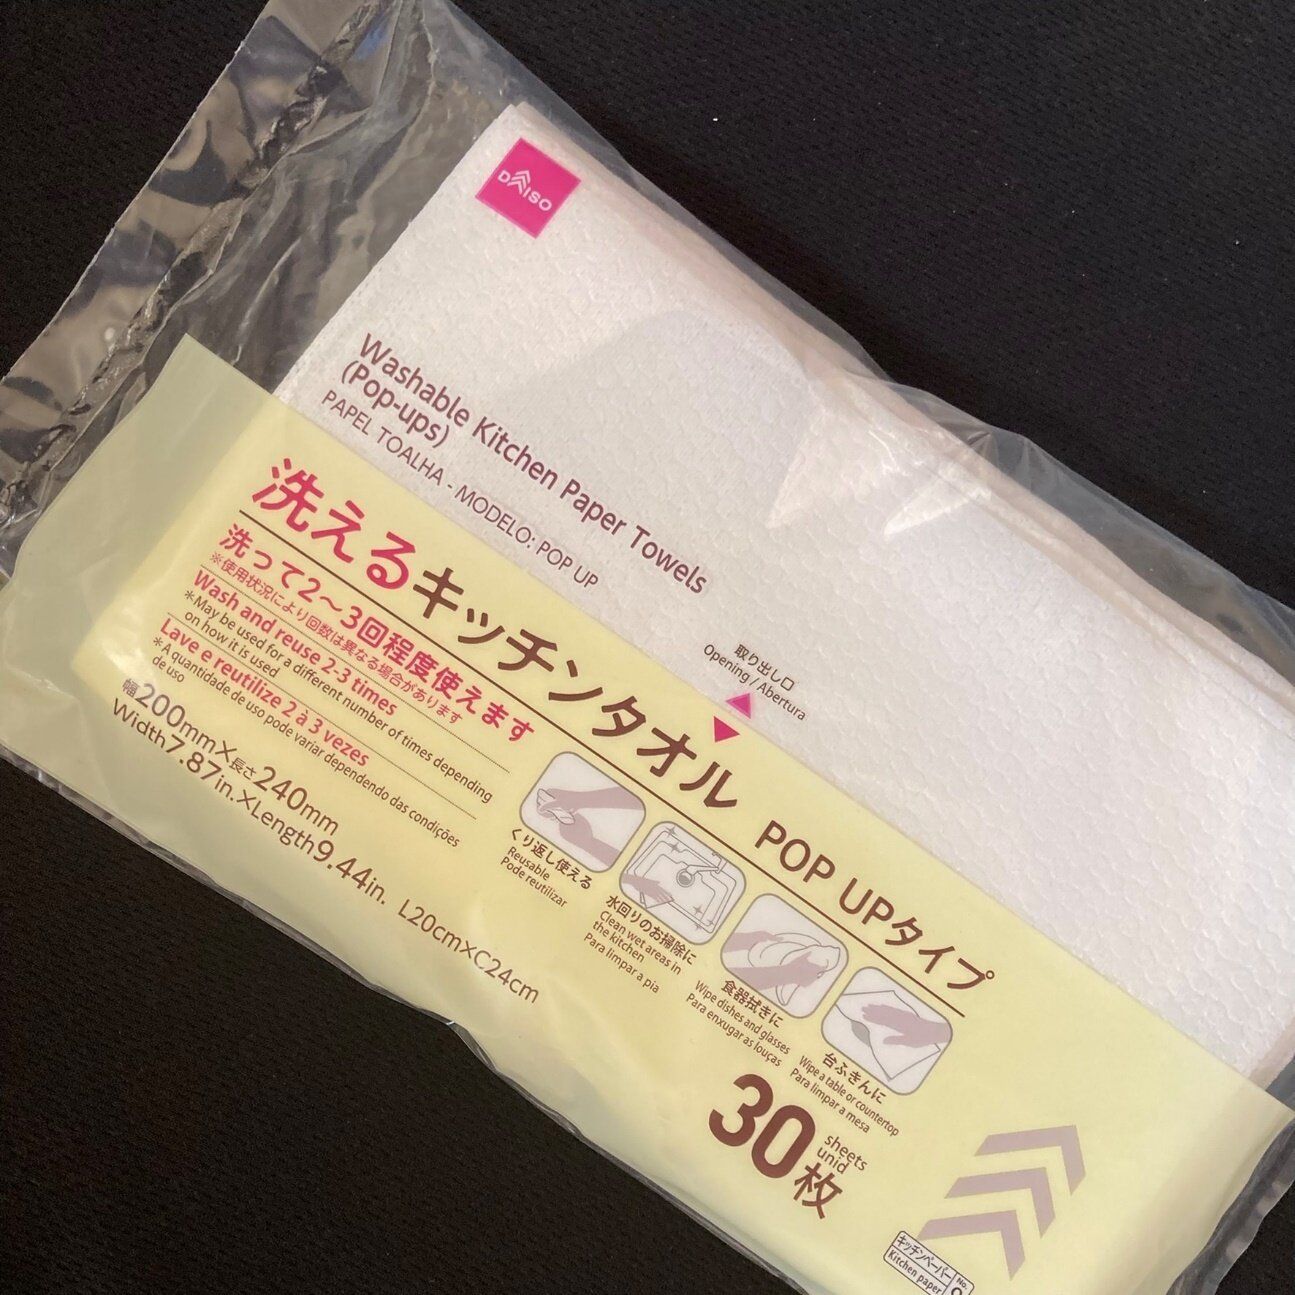 DAISO
Washable Kitchen Paper Towels
(Pop-ups)
PAPEL TOALHA - MODELO: POP UP
取り出し口
Opening / Abertura
洗えるキッチンタオル POP UPタイプ
洗って2～3回程度使えます
※使用状況により回数は異なる場合があります
Wash and reuse 2-3 times
*May be used for a different number of times depending
on how it is used
Lave e reutilize 2 à 3 vezes
*A quantidade de uso pode variar dependendo das condições
de uso
幅200mm×長さ240mm
Width7.87in.×Length9.44in. L20cm×C24cm
くり返し使える
Reusable
Pode reutilizar
水回りのお掃除に
Clean wet areas in
the kitchen
Para limpar a pia
食器拭きに
Wipe dishes and glasses
Para enxugar as louças
台ふきんに
Wipe a table or countertop
Para limpar a mesa
30枚
sheets
unid
キッチンペーパー
Kitchen paper
No.